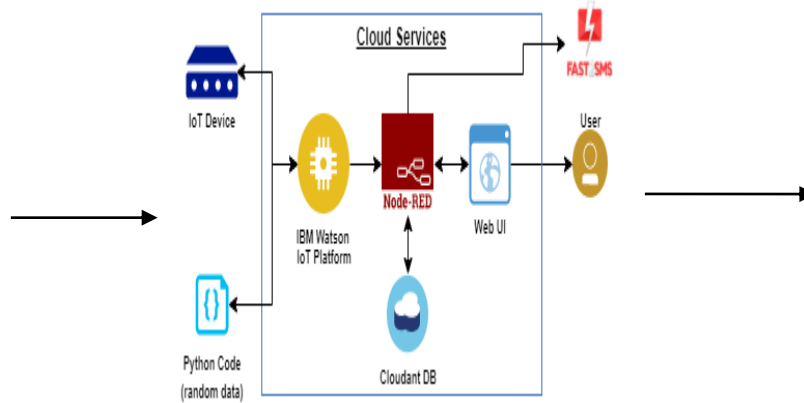 Cloud Services
FAST2SMS
IoT Device
User
Node-RED
Web UI
IBM Watson
IoT Platform
Python Code
(random data)
Cloudant DB